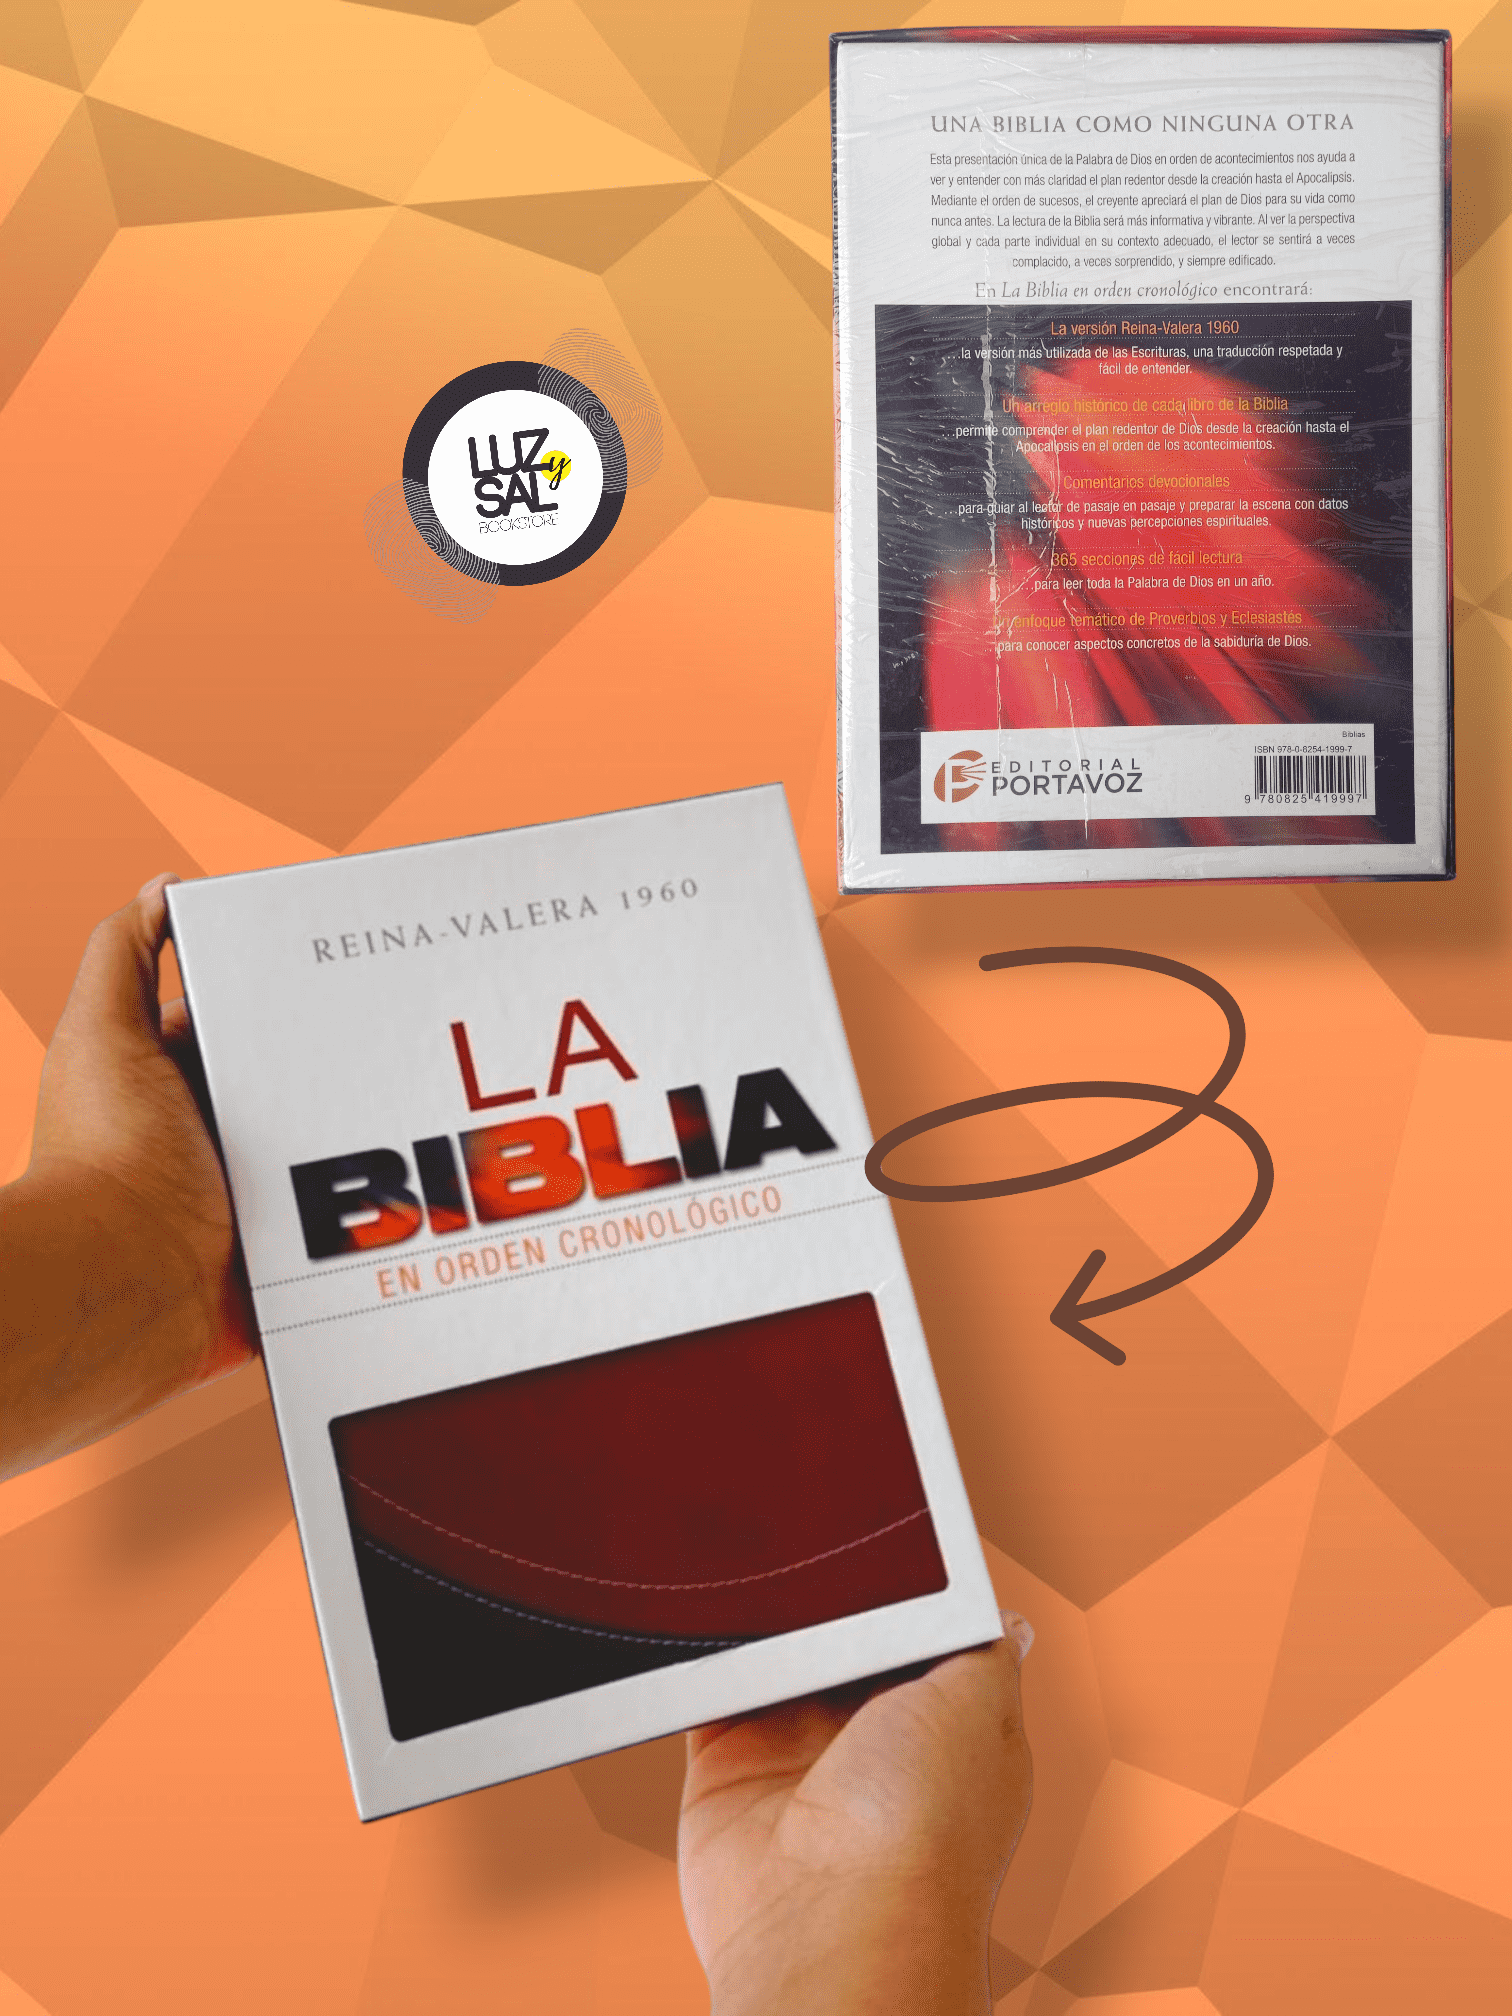 UNA BIBLIA COMO NINGUNA OTRA
Esta presentación única de la Palabra de Dios en orden de acontecimientos nos ayuda a
ver y entender con más claridad el plan redentor desde la creación hasta el Apocalipsis.
Mediante el orden de sucesos, el creyente apreciará el plan de Dios para su vida como
nunca antes. La lectura de la Biblia será más informativa y vibrante. Al ver la perspectiva
global y cada parte individual en su contexto adecuado, el lector se sentirá a veces
complacido, a veces sorprendido, y siempre edificado.
En La Biblia en orden cronológico encontrará:
La versión Reina-Valera 1960
...la versión más utilizada de las Escrituras, una traducción respetada y
fácil de entender.
Un arreglo histórico de cada libro de la Biblia
...permite comprender el plan redentor de Dios desde la creación hasta el
Apocalipsis en el orden de los acontecimientos.
Comentarios devocionales
...para guiar al lector de pasaje en pasaje y preparar la escena con datos
históricos y nuevas percepciones espirituales.
365 secciones de fácil lectura
...para leer toda la Palabra de Dios en un año.
Un enfoque temático de Proverbios y Eclesiastés
...para conocer aspectos concretos de la sabiduría de Dios.
Biblias
ISBN 978-0-8254-1999-7
EDITORIAL
PORTAVOZ
9 780825 419997
LUZ y
SAL
BOOKSTORE
REINA-VALERA 1960
LA
BIBLIA
EN ORDEN CRONOLÓGICO